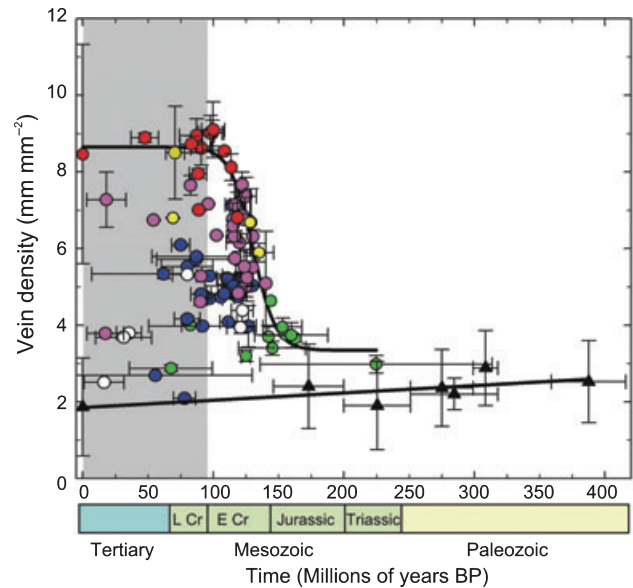 12
10
8
6
4
2
0
Vein density (mm mm⁻²)
0 50 100 150 200 250 300 350 400
L Cr E Cr Jurassic Triassic
Tertiary Mesozoic Paleozoic
Time (Millions of years BP)